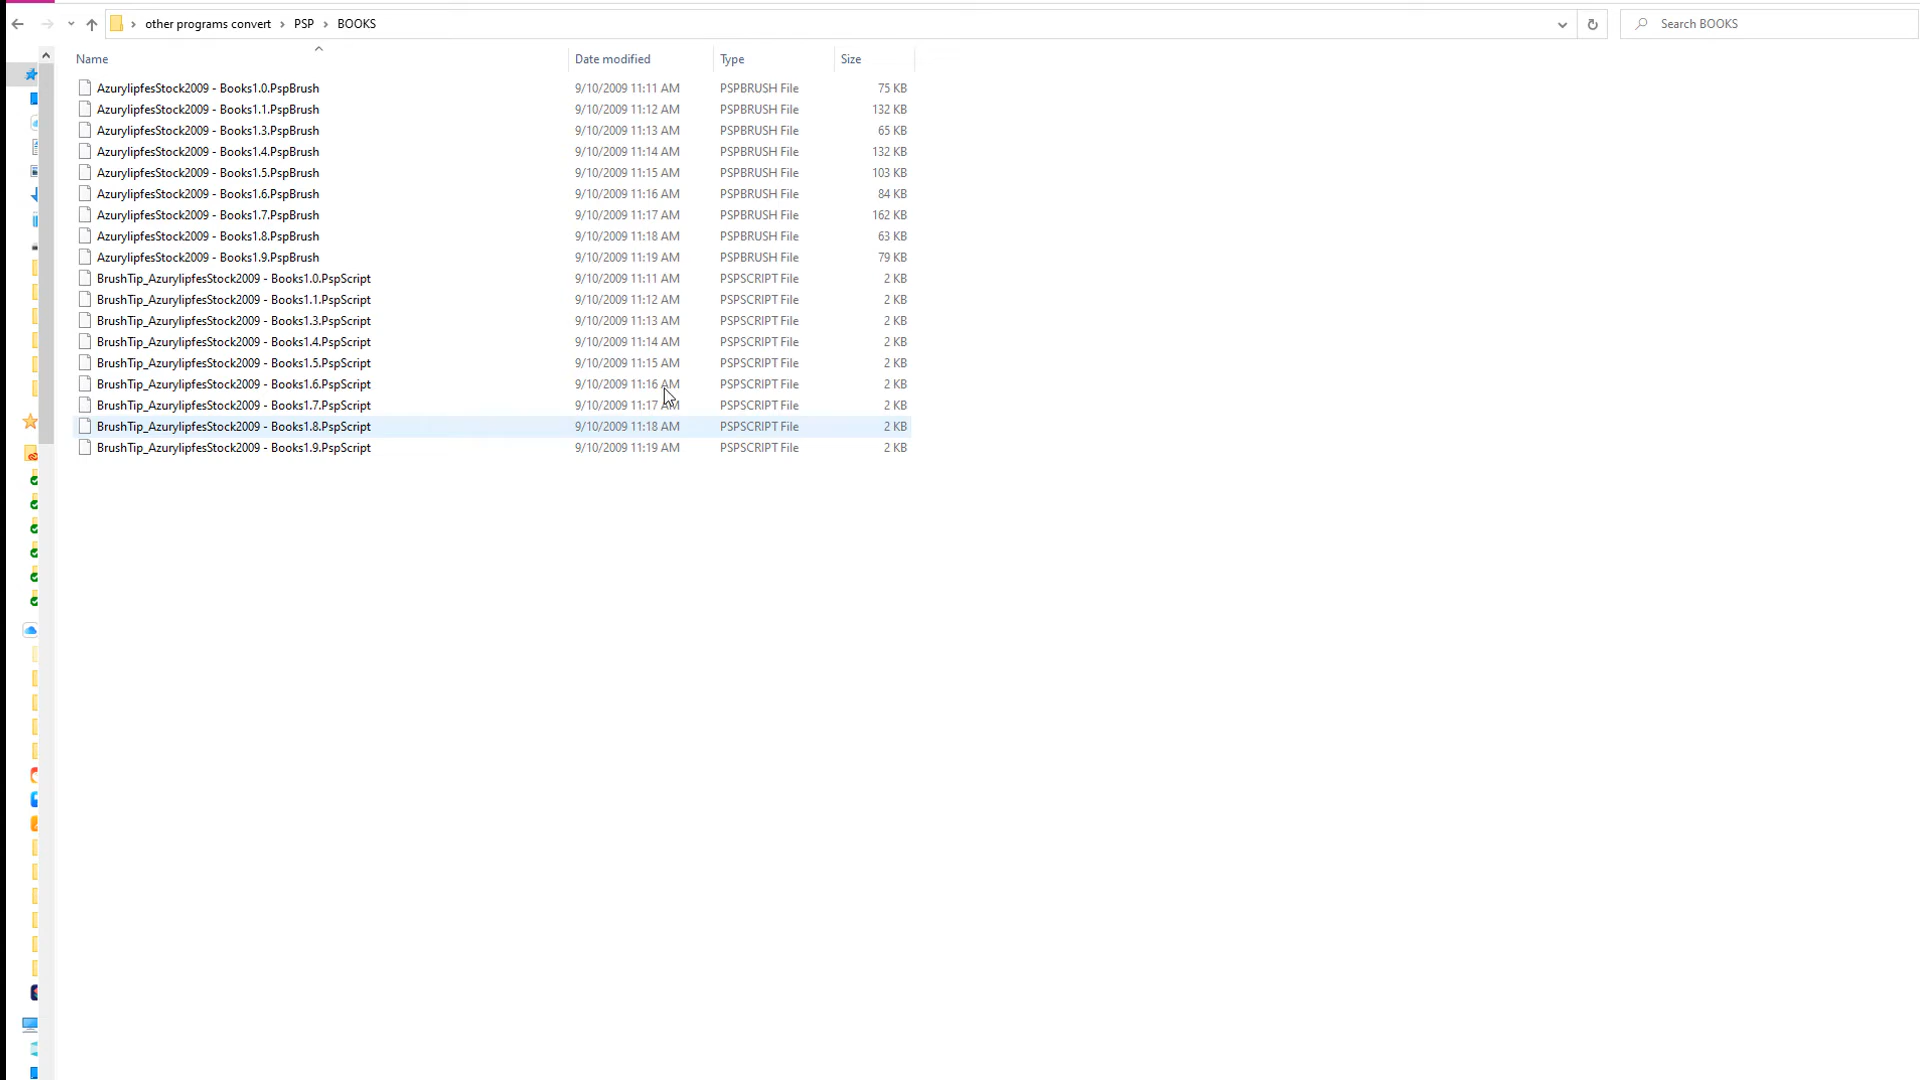 other programs convert > PSP > BOOKS
Search BOOKS
Name Date modified Type Size
AzurylipfesStock2009 - Books1.0.PspBrush 9/10/2009 11:11 AM PSPBRUSH File 75 KB
AzurylipfesStock2009 - Books1.1.PspBrush 9/10/2009 11:12 AM PSPBRUSH File 132 KB
AzurylipfesStock2009 - Books1.3.PspBrush 9/10/2009 11:13 AM PSPBRUSH File 65 KB
AzurylipfesStock2009 - Books1.4.PspBrush 9/10/2009 11:14 AM PSPBRUSH File 132 KB
AzurylipfesStock2009 - Books1.5.PspBrush 9/10/2009 11:15 AM PSPBRUSH File 103 KB
AzurylipfesStock2009 - Books1.6.PspBrush 9/10/2009 11:16 AM PSPBRUSH File 84 KB
AzurylipfesStock2009 - Books1.7.PspBrush 9/10/2009 11:17 AM PSPBRUSH File 162 KB
AzurylipfesStock2009 - Books1.8.PspBrush 9/10/2009 11:18 AM PSPBRUSH File 63 KB
AzurylipfesStock2009 - Books1.9.PspBrush 9/10/2009 11:19 AM PSPBRUSH File 79 KB
BrushTip_AzurylipfesStock2009 - Books1.0.PspScript 9/10/2009 11:11 AM PSPSCRIPT File 2 KB
BrushTip_AzurylipfesStock2009 - Books1.1.PspScript 9/10/2009 11:12 AM PSPSCRIPT File 2 KB
BrushTip_AzurylipfesStock2009 - Books1.3.PspScript 9/10/2009 11:13 AM PSPSCRIPT File 2 KB
BrushTip_AzurylipfesStock2009 - Books1.4.PspScript 9/10/2009 11:14 AM PSPSCRIPT File 2 KB
BrushTip_AzurylipfesStock2009 - Books1.5.PspScript 9/10/2009 11:15 AM PSPSCRIPT File 2 KB
BrushTip_AzurylipfesStock2009 - Books1.6.PspScript 9/10/2009 11:16 AM PSPSCRIPT File 2 KB
BrushTip_AzurylipfesStock2009 - Books1.7.PspScript 9/10/2009 11:17 AM PSPSCRIPT File 2 KB
BrushTip_AzurylipfesStock2009 - Books1.8.PspScript 9/10/2009 11:18 AM PSPSCRIPT File 2 KB
BrushTip_AzurylipfesStock2009 - Books1.9.PspScript 9/10/2009 11:19 AM PSPSCRIPT File 2 KB